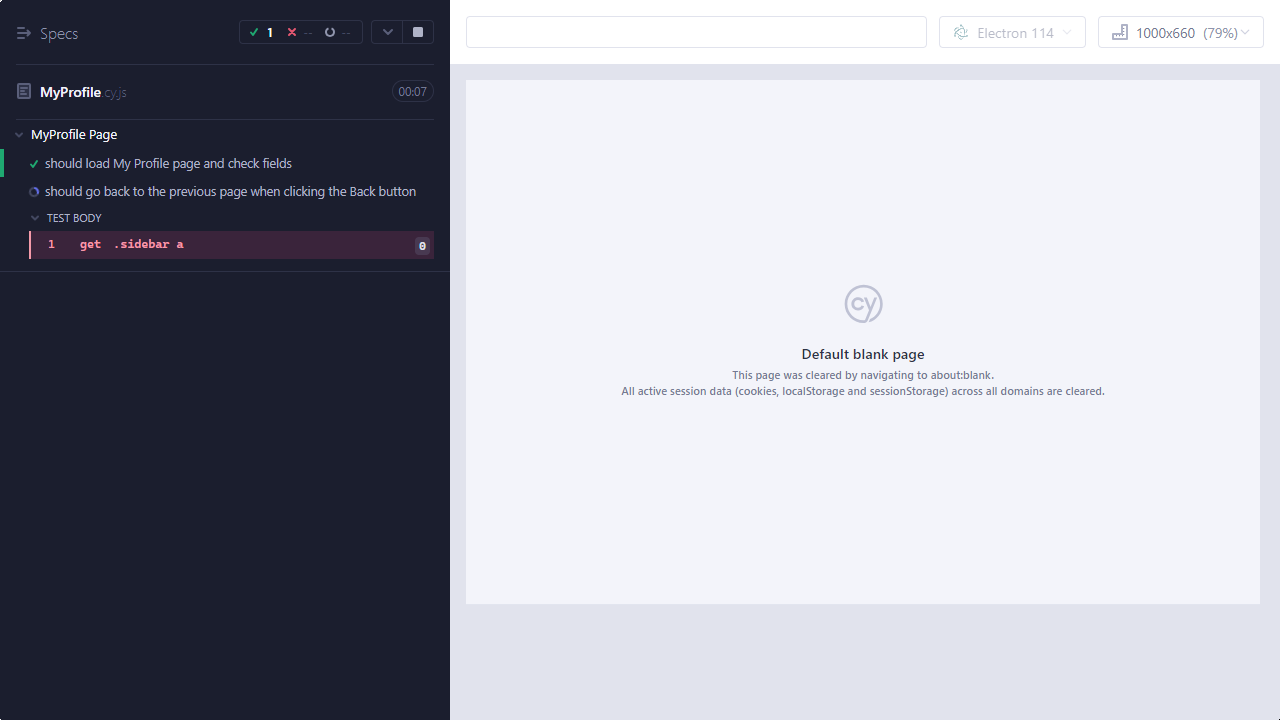 Specs
1 -- --
Electron 114
1000x660 (79%)
MyProfile.cy.js
00:07
MyProfile Page
should load My Profile page and check fields
should go back to the previous page when clicking the Back button
TEST BODY
1 get .sidebar a 0
cy
Default blank page
This page was cleared by navigating to about:blank.
All active session data (cookies, localStorage and sessionStorage) across all domains are cleared.